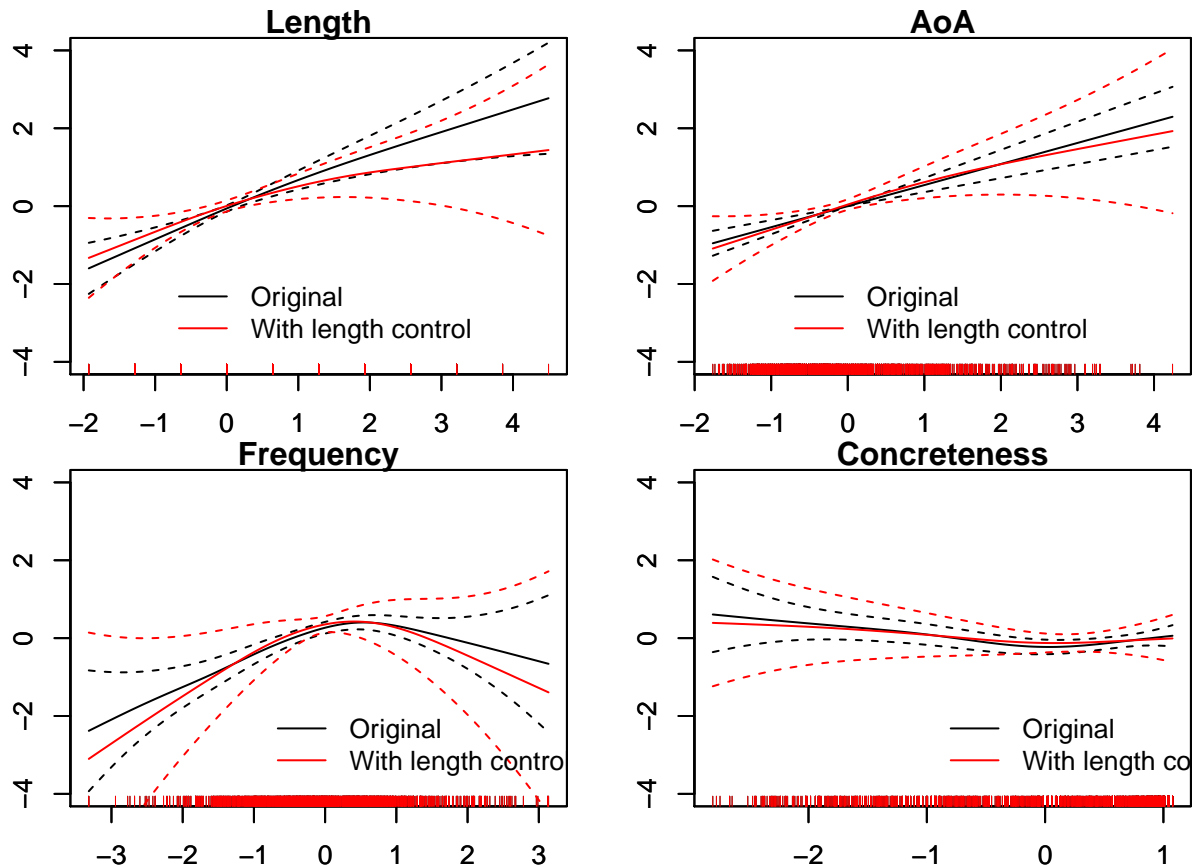 Length
4
2
0
−2
−4
Original
With length control
−2 −1 0 1 2 3 4
AoA
4
2
0
−2
−4
Original
With length control
−1 0 1 2 3 4
Frequency
4
2
0
−2
−4
Original
With length contro
−3 −2 −1 0 1 2 3
Concreteness
4
2
0
−2
−4
Original
With length co
−2 −1 0 1